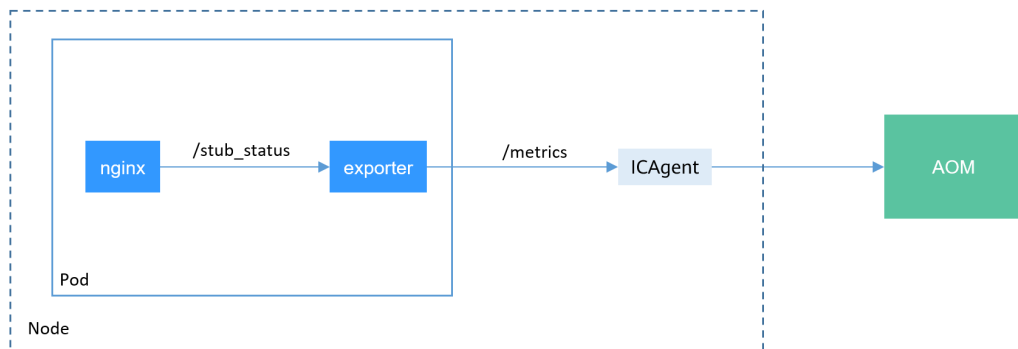 /stub_status
/metrics
nginx
exporter
ICAgent
AOM
Pod
Node